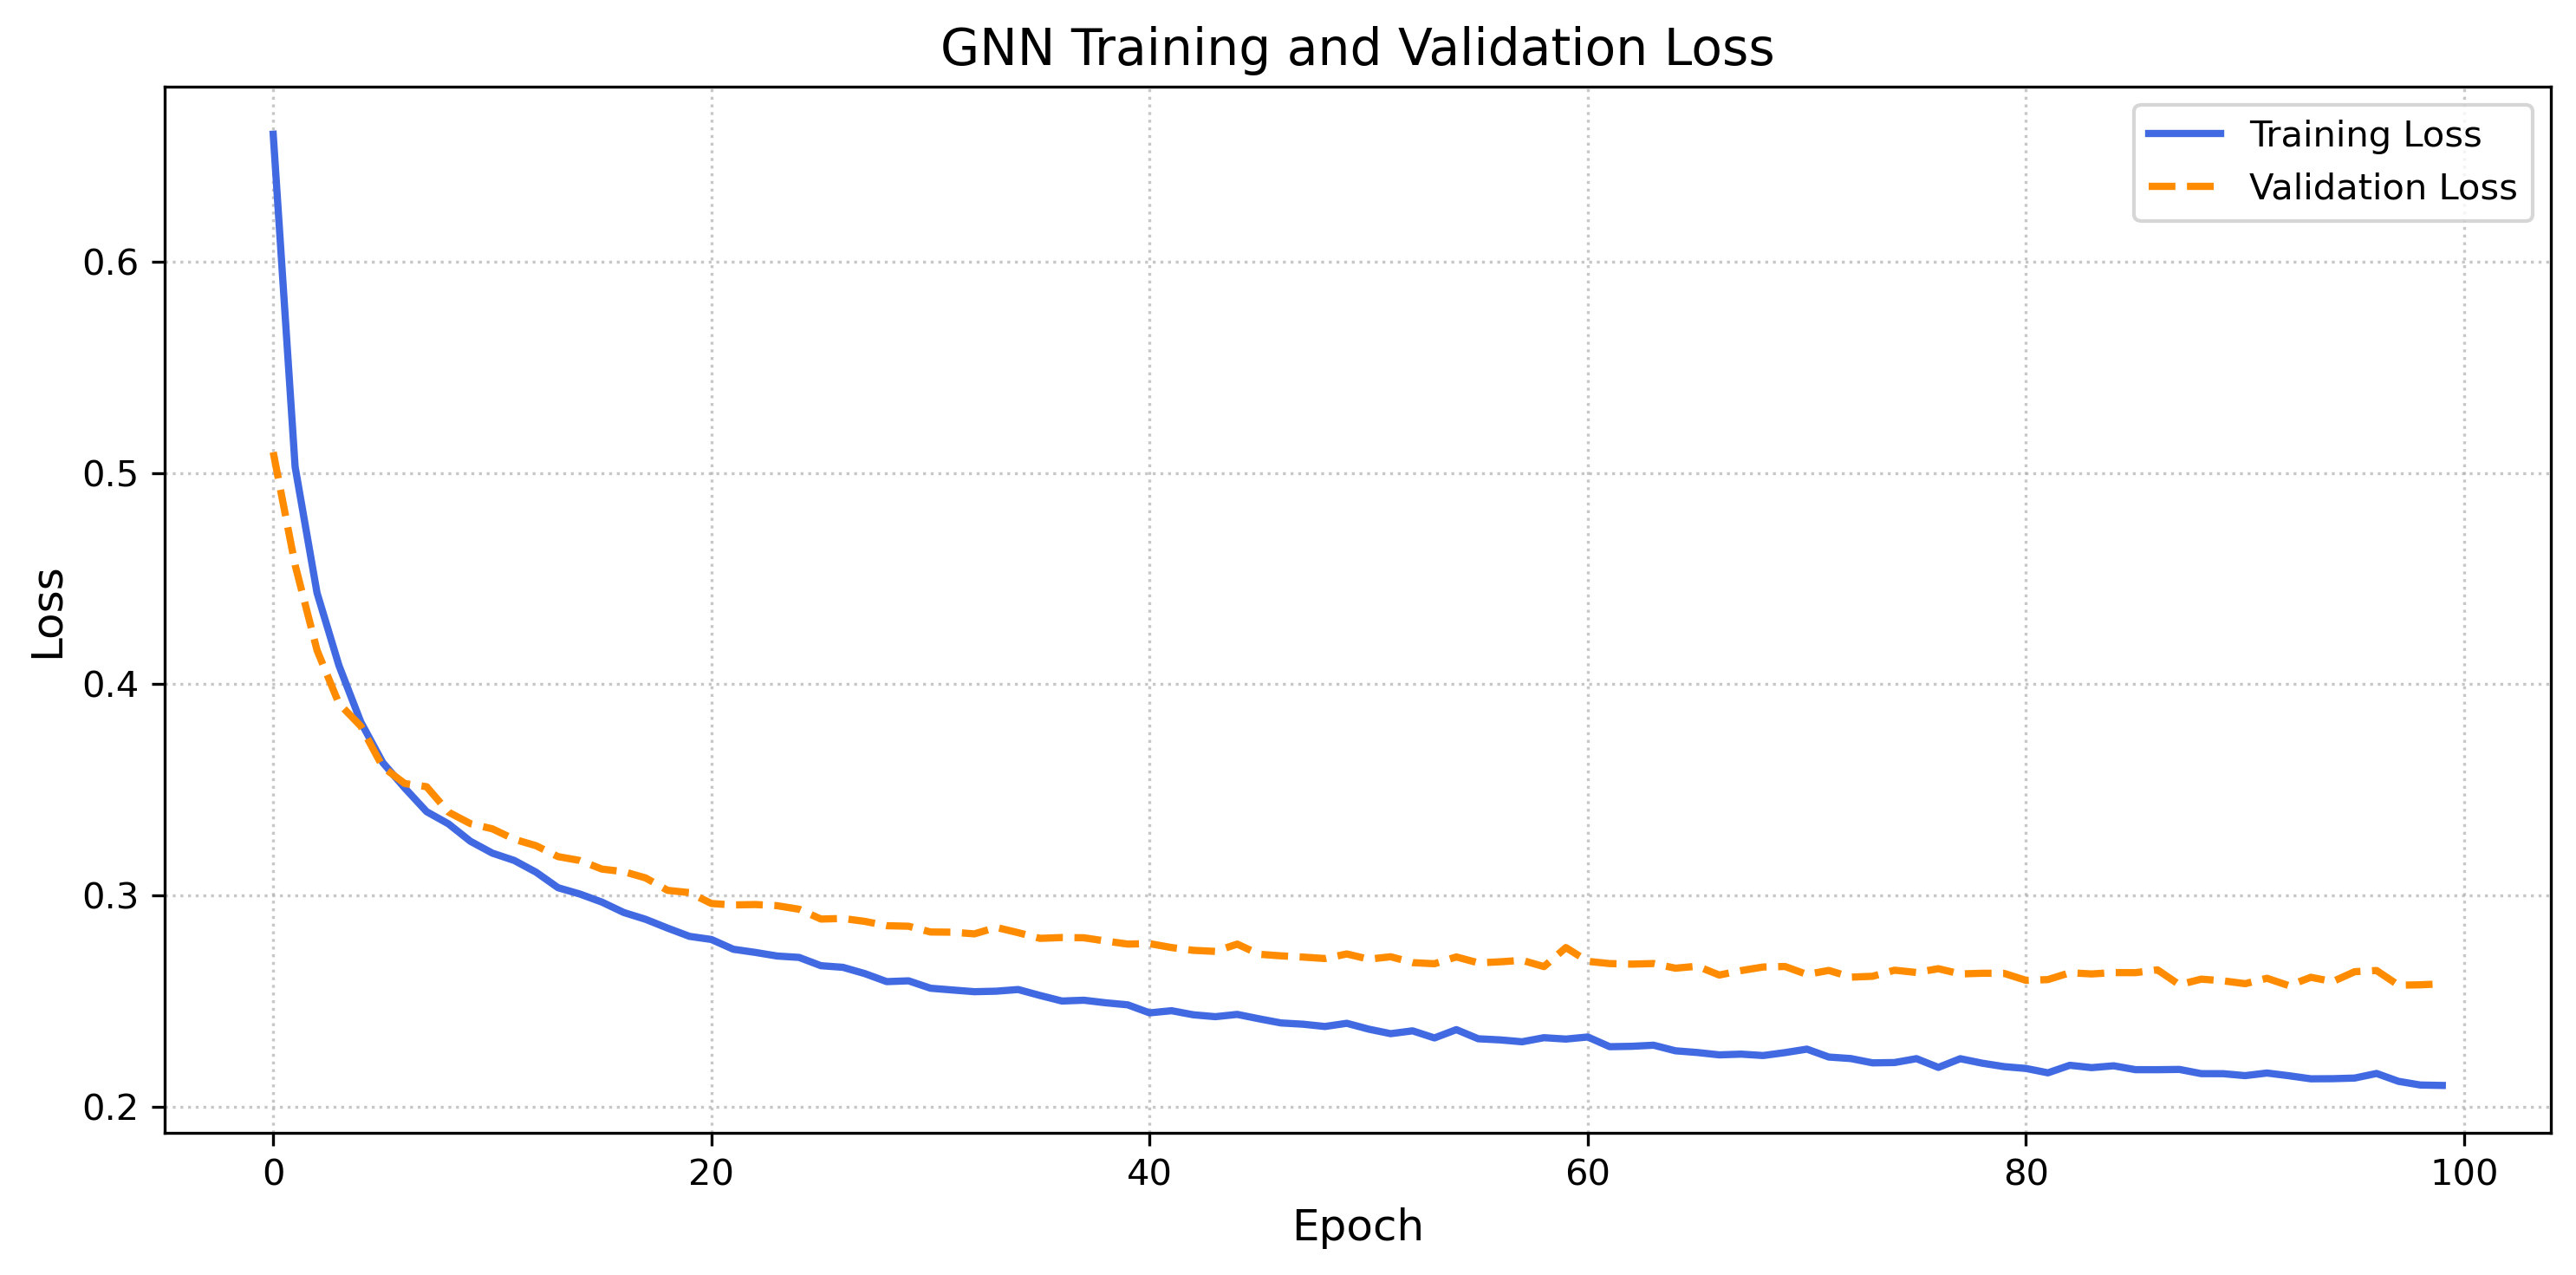 GNN Training and Validation Loss
Training Loss
Validation Loss
Loss
0.6
0.5
0.4
0.3
0.2
0 20 40 60 80 100
Epoch